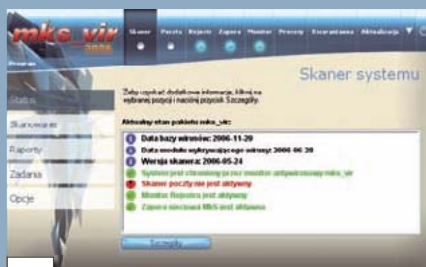 mks_vir
2006
Skaner Poczta Rejestr Zapora Monitor Procesy Kwarantanna Aktualizacja
Program
Skaner systemu
Status
Skanowanie
Raporty
Zadania
Opcje
Żeby uzyskać dodatkowe informacje, kliknij na
wybranej pozycji i naciśnij przycisk Szczegóły.
Aktualny stan pakietu mks_vir:
Data bazy wirusów: 2006-11-20
Data modułu wykrywającego wirusy: 2006-06-20
Wersja skanera: 2006-05-24
System jest chroniony przez monitor antywirusowy mks_vir
Skaner poczty nie jest aktywny
Monitor Rejestru jest aktywny
Zapora sieciowa MKS jest aktywna
Szczegóły